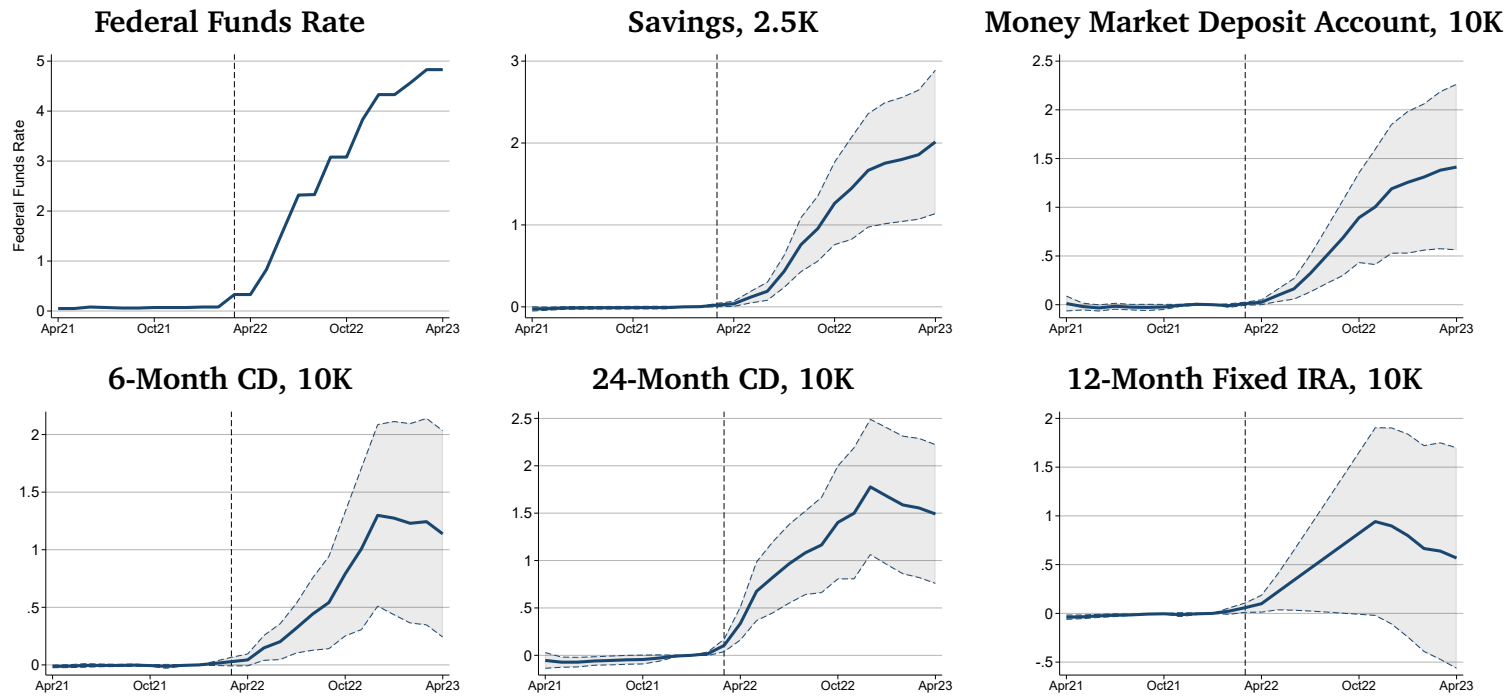 Federal Funds Rate
Savings, 2.5K
Money Market Deposit Account, 10K
Federal Funds Rate
5
4
3
2
1
0
Apr21
Oct21
Apr22
Oct22
Apr23
3
2
1
0
Apr21
Oct21
Apr22
Oct22
Apr23
2.5
2
1.5
1
.5
0
Apr21
Oct21
Apr22
Oct22
Apr23
6-Month CD, 10K
24-Month CD, 10K
12-Month Fixed IRA, 10K
2
1.5
1
.5
0
Apr21
Oct21
Apr22
Oct22
Apr23
2.5
2
1.5
1
.5
0
Apr21
Oct21
Apr22
Oct22
Apr23
2
1.5
1
.5
0
-.5
Apr21
Oct21
Apr22
Oct22
Apr23